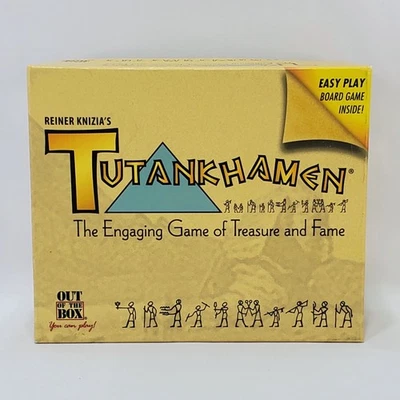 EASY PLAY
BOARD GAME
INSIDE!
REINER KNIZIA'S
TUTANKHAMEN®
The Engaging Game of Treasure and Fame
OUT
OF THE
BOX®
You can play!